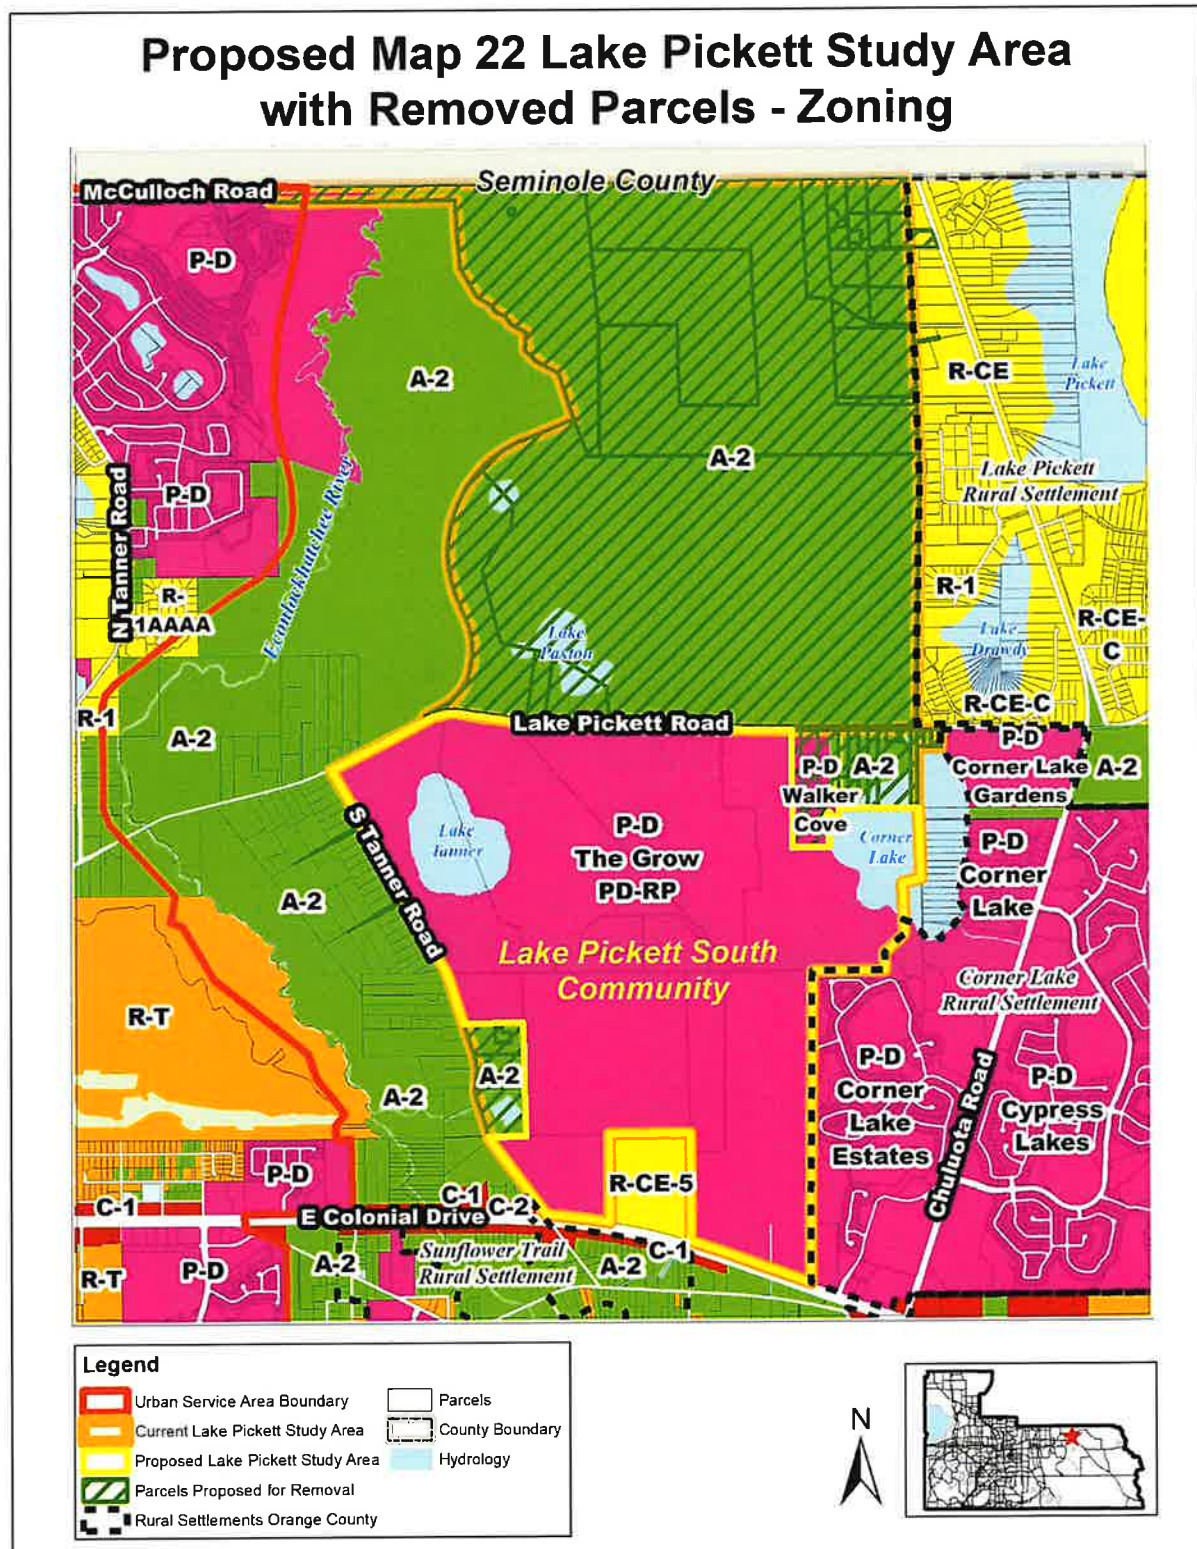 Proposed Map 22 Lake Pickett Study Area
with Removed Parcels - Zoning
McCulloch Road
Seminole County
P-D
A-2
R-CE
Lake
Pickett
A-2
Lake Pickett
Rural Settlement
N Tanner Road
P-D
Econlockhatchee River
R-
1AAAA
R-1
R-CE-
C
Lake
Paxton
Lake
Drawdy
R-CE-C
R-1
A-2
Lake Pickett Road
P-D
Corner Lake
Gardens
A-2
P-D
Walker
Cove
A-2
S Tanner Road
Lake
Tanner
P-D
The Grow
PD-RP
Corner
Lake
P-D
Corner
Lake
A-2
Lake Pickett South
Community
Corner Lake
Rural Settlement
R-T
A-2
A-2
P-D
Corner
Lake
Estates
Chuluota Road
P-D
Cypress
Lakes
P-D
R-CE-5
C-1
C-1
C-2
E Colonial Drive
C-1
R-T
P-D
A-2
Sunflower Trail
Rural Settlement
A-2
Legend
Urban Service Area Boundary
Current Lake Pickett Study Area
Proposed Lake Pickett Study Area
Parcels Proposed for Removal
Rural Settlements Orange County
Parcels
County Boundary
Hydrology
N